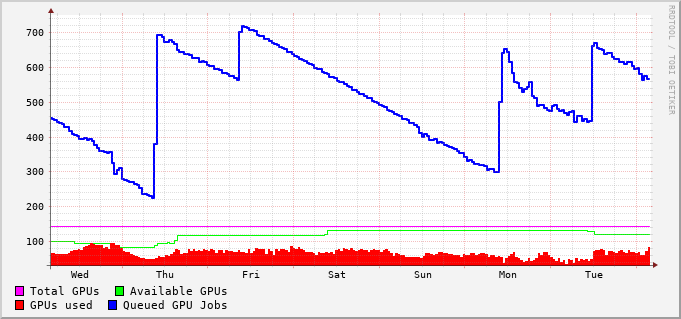 700
600
500
400
300
200
100
Wed Thu Fri Sat Sun Mon Tue
Total GPUs Available GPUs
GPUs used Queued GPU Jobs
RRDTOOL / TOBI OETIKER